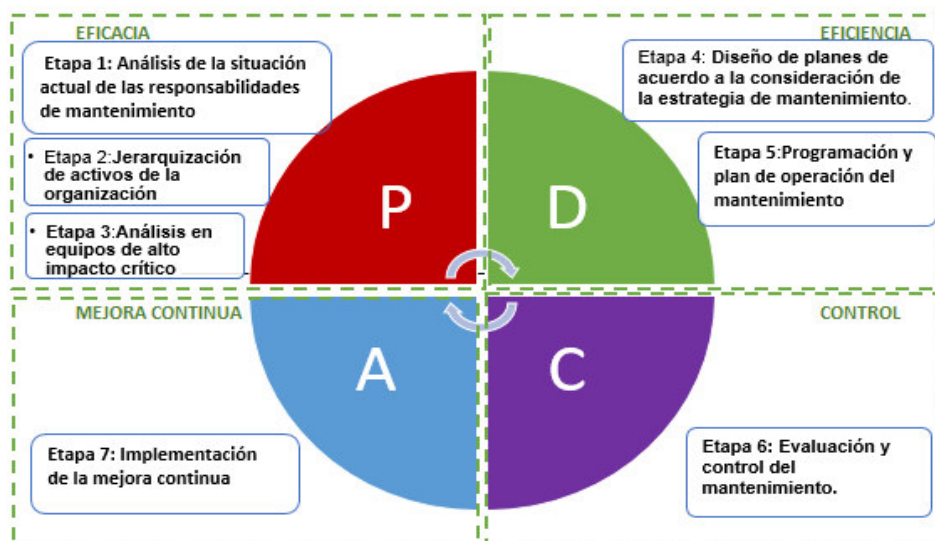 EFICACIA
Etapa 1: Análisis de la situación
actual de las responsabilidades
de mantenimiento
• Etapa 2:Jerarquización
de activos de la
organización
• Etapa 3:Análisis en
equipos de alto
impacto crítico
P
EFICIENCIA
Etapa 4: Diseño de planes de
acuerdo a la consideración de
la estrategia de mantenimiento.
Etapa 5:Programación y
plan de operación del
mantenimiento
D
MEJORA CONTINUA
A
Etapa 7: Implementación
de la mejora continua
CONTROL
C
Etapa 6: Evaluación y
control del
mantenimiento.